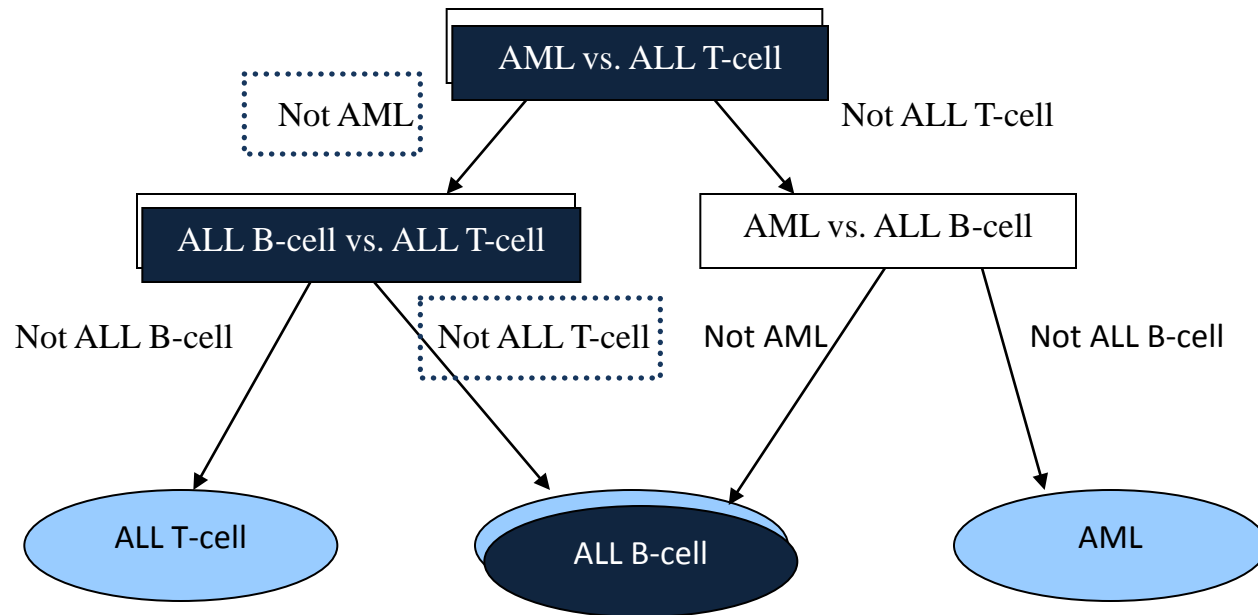 AML vs. ALL T-cell
Not AML
Not ALL T-cell
ALL B-cell vs. ALL T-cell
AML vs. ALL B-cell
Not ALL B-cell
Not ALL T-cell
Not AML
Not ALL B-cell
ALL T-cell
ALL B-cell
AML